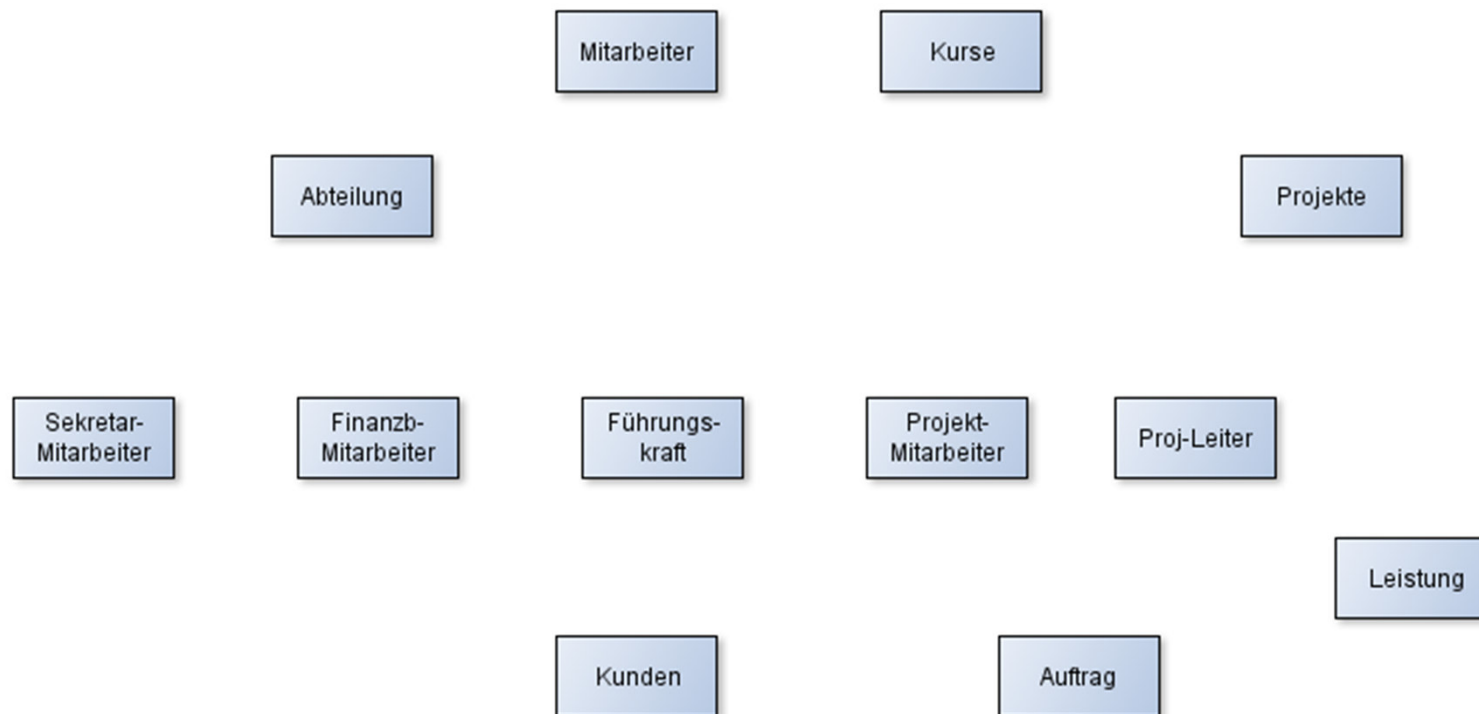 Mitarbeiter
Kurse
Abteilung
Projekte
Sekretar-
Mitarbeiter
Finanzb-
Mitarbeiter
Führungs-
kraft
Projekt-
Mitarbeiter
Proj-Leiter
Leistung
Kunden
Auftrag